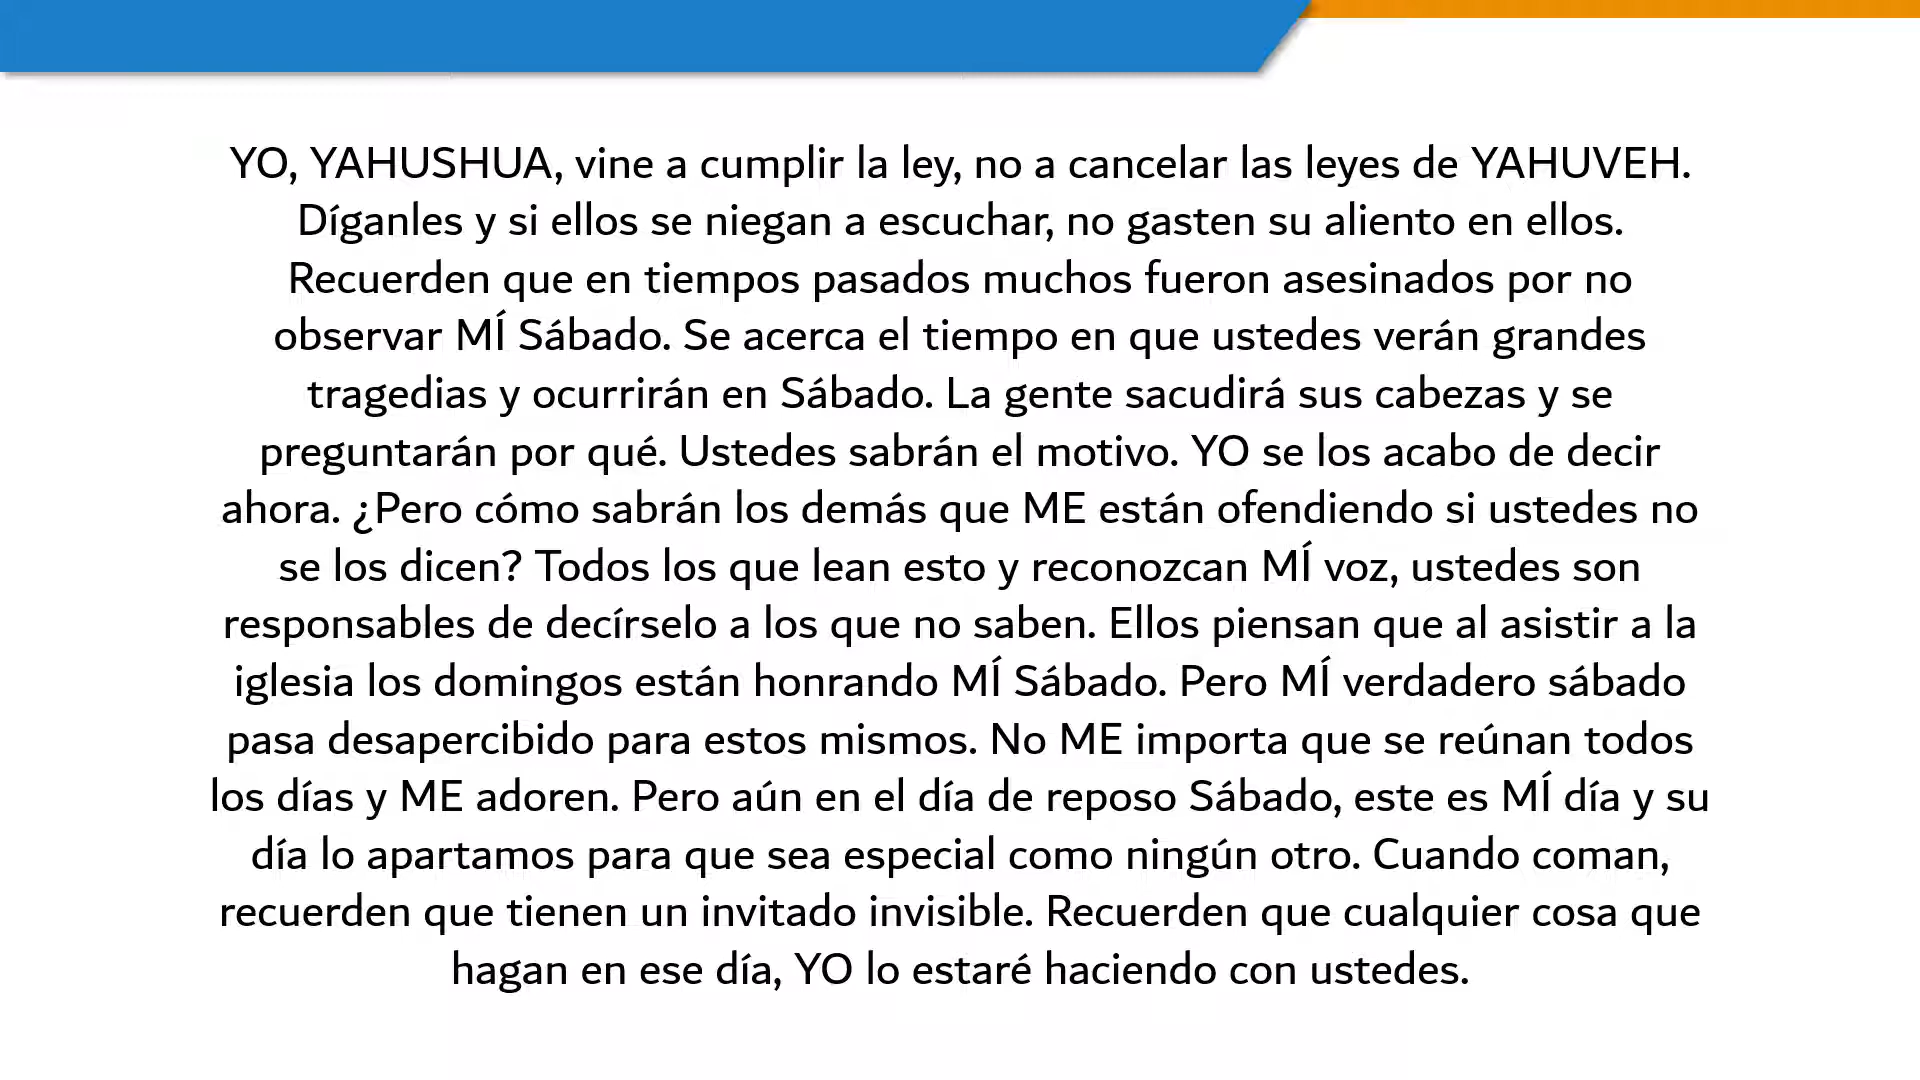 YO, YAHUSHUA, vine a cumplir la ley, no a cancelar las leyes de YAHUVEH.
Díganles y si ellos se niegan a escuchar, no gasten su aliento en ellos.
Recuerden que en tiempos pasados muchos fueron asesinados por no
observar MÍ Sábado. Se acerca el tiempo en que ustedes verán grandes
tragedias y ocurrirán en Sábado. La gente sacudirá sus cabezas y se
preguntarán por qué. Ustedes sabrán el motivo. YO se los acabo de decir
ahora. ¿Pero cómo sabrán los demás que ME están ofendiendo si ustedes no
se los dicen? Todos los que lean esto y reconozcan MÍ voz, ustedes son
responsables de decírselo a los que no saben. Ellos piensan que al asistir a la
iglesia los domingos están honrando MÍ Sábado. Pero MÍ verdadero sábado
pasa desapercibido para estos mismos. No ME importa que se reúnan todos
los días y ME adoren. Pero aún en el día de reposo Sábado, este es MÍ día y su
día lo apartamos para que sea especial como ningún otro. Cuando coman,
recuerden que tienen un invitado invisible. Recuerden que cualquier cosa que
hagan en ese día, YO lo estaré haciendo con ustedes.